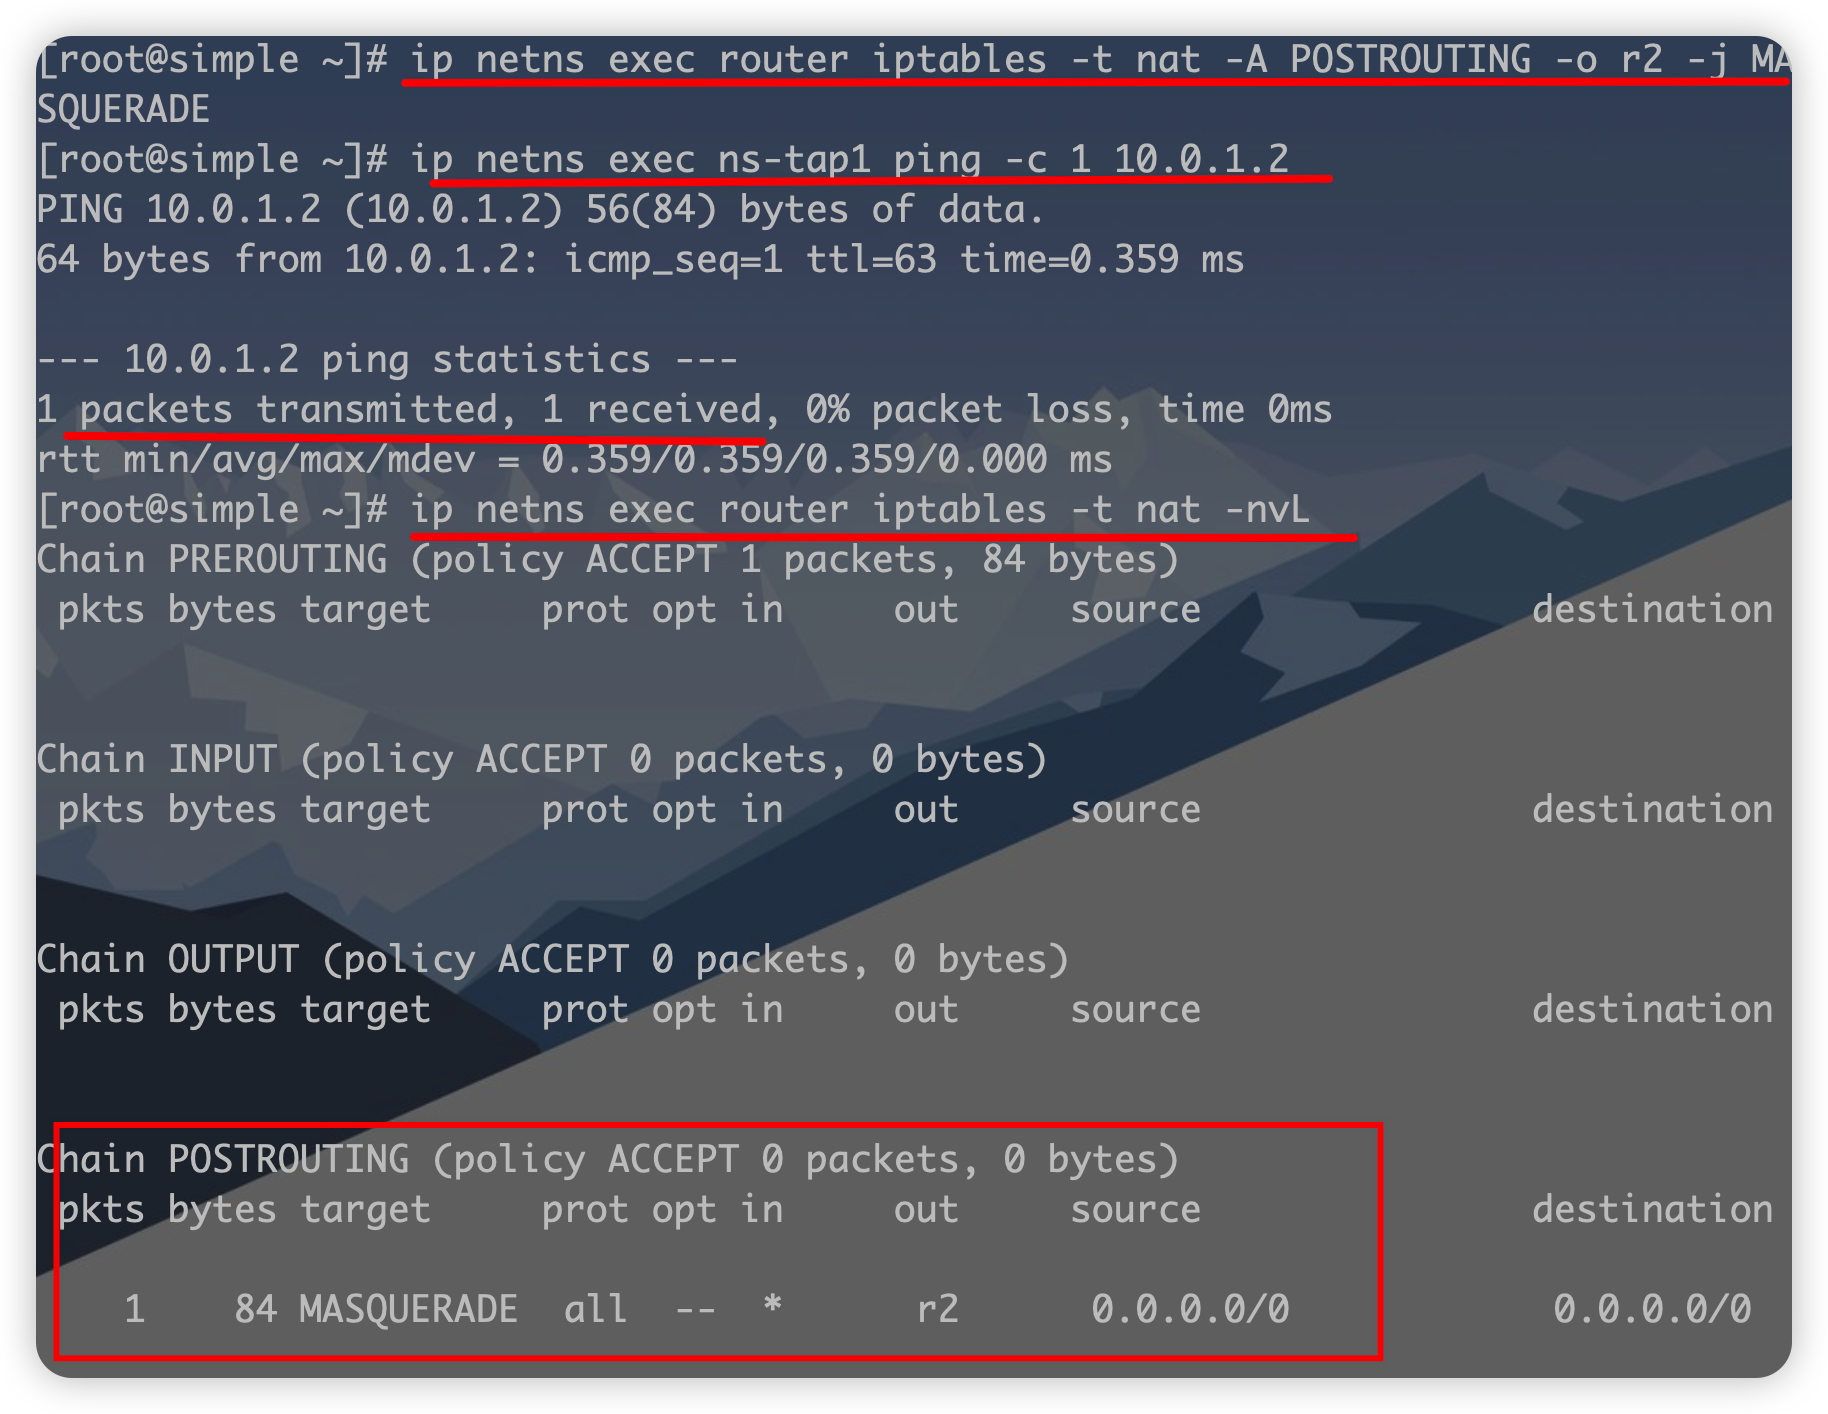 [root@simple ~]# ip netns exec router iptables -t nat -A POSTROUTING -o r2 -j MA
SQUERADE
[root@simple ~]# ip netns exec ns-tap1 ping -c 1 10.0.1.2
PING 10.0.1.2 (10.0.1.2) 56(84) bytes of data.
64 bytes from 10.0.1.2: icmp_seq=1 ttl=63 time=0.359 ms
--- 10.0.1.2 ping statistics ---
1 packets transmitted, 1 received, 0% packet loss, time 0ms
rtt min/avg/max/mdev = 0.359/0.359/0.359/0.000 ms
[root@simple ~]# ip netns exec router iptables -t nat -nvL
Chain PREROUTING (policy ACCEPT 1 packets, 84 bytes)
 pkts bytes target     prot opt in     out     source               destination
Chain INPUT (policy ACCEPT 0 packets, 0 bytes)
 pkts bytes target     prot opt in     out     source               destination
Chain OUTPUT (policy ACCEPT 0 packets, 0 bytes)
 pkts bytes target     prot opt in     out     source               destination
Chain POSTROUTING (policy ACCEPT 0 packets, 0 bytes)
 pkts bytes target     prot opt in     out     source               destination
    1    84 MASQUERADE  all  --  *      r2      0.0.0.0/0            0.0.0.0/0